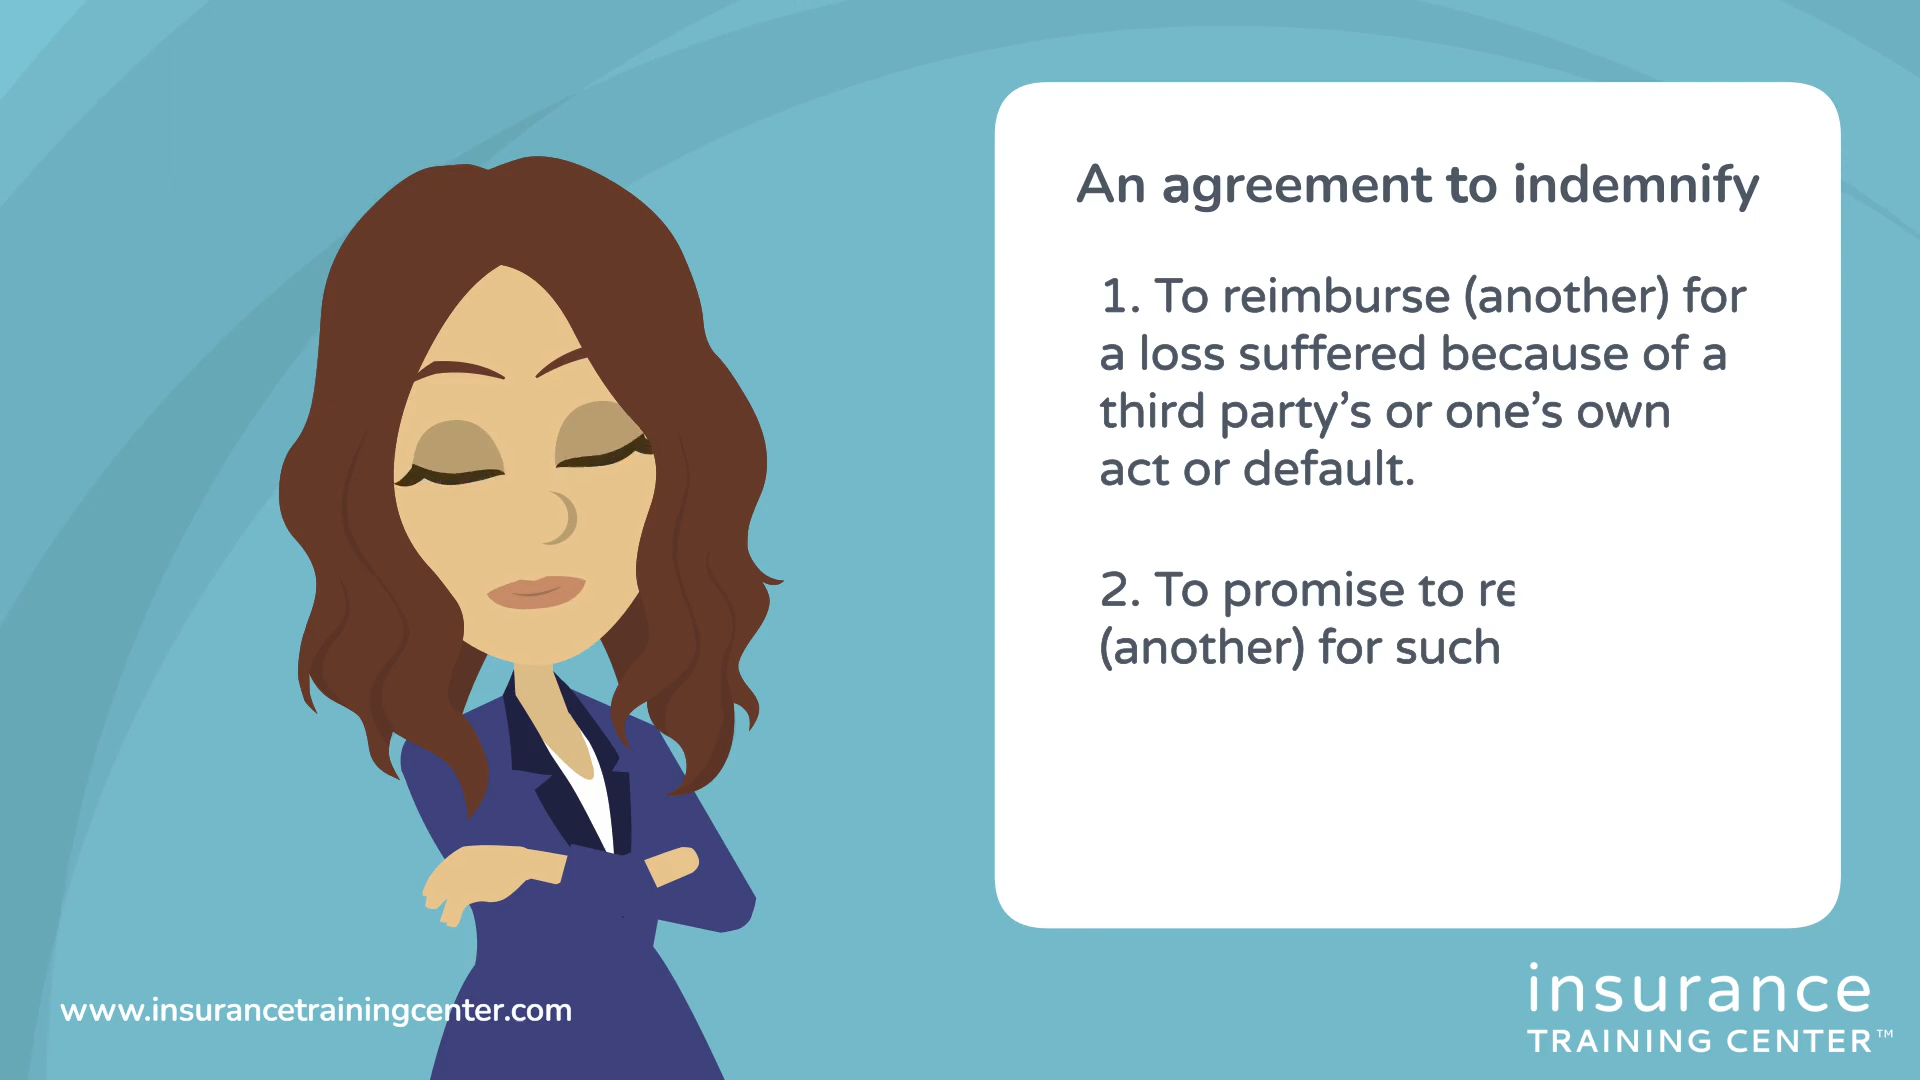 An agreement to indemnify
1. To reimburse (another) for
a loss suffered because of a
third party’s or one’s own
act or default.
2. To promise to re
(another) for such
www.insurancetrainingcenter.com
insurance
TRAINING CENTER™